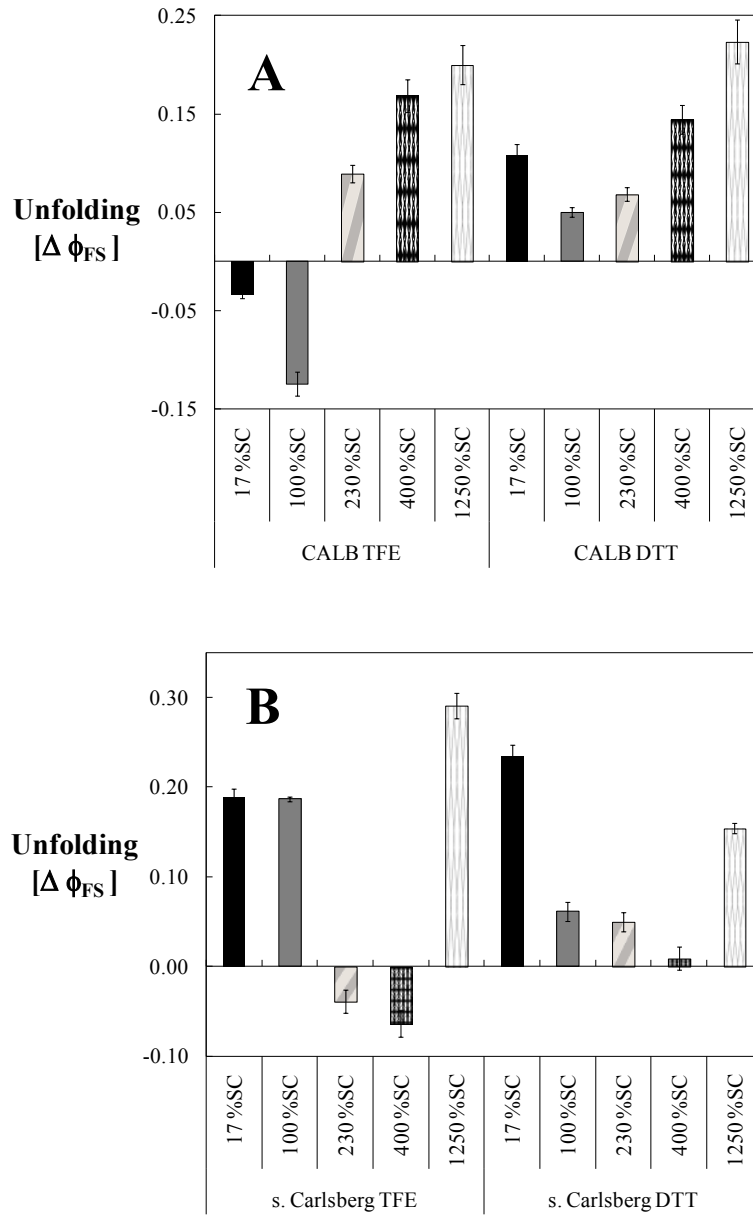 A
0.25
0.15
0.05
-0.05
-0.15
Unfolding
[Δ ϕFS ]
17 %SC
100 %SC
230 %SC
400 %SC
1250 %SC
17 %SC
100 %SC
230 %SC
400 %SC
1250 %SC
CALB TFE
CALB DTT
B
0.30
0.20
0.10
0.00
-0.10
Unfolding
[Δ ϕFS ]
17 %SC
100 %SC
230 %SC
400 %SC
1250 %SC
17 %SC
100 %SC
230 %SC
400 %SC
1250 %SC
s. Carlsberg TFE
s. Carlsberg DTT